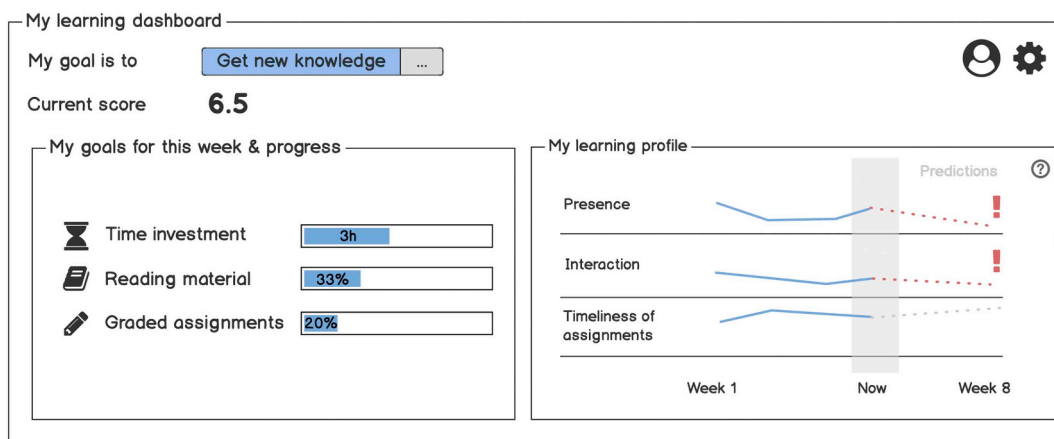 My learning dashboard
My goal is to
Get new knowledge
...
Current score
6.5
My goals for this week & progress
Time investment
3h
Reading material
33%
Graded assignments
20%
My learning profile
Predictions
?
Presence
!
Interaction
!
Timeliness of
assignments
Week 1
Now
Week 8